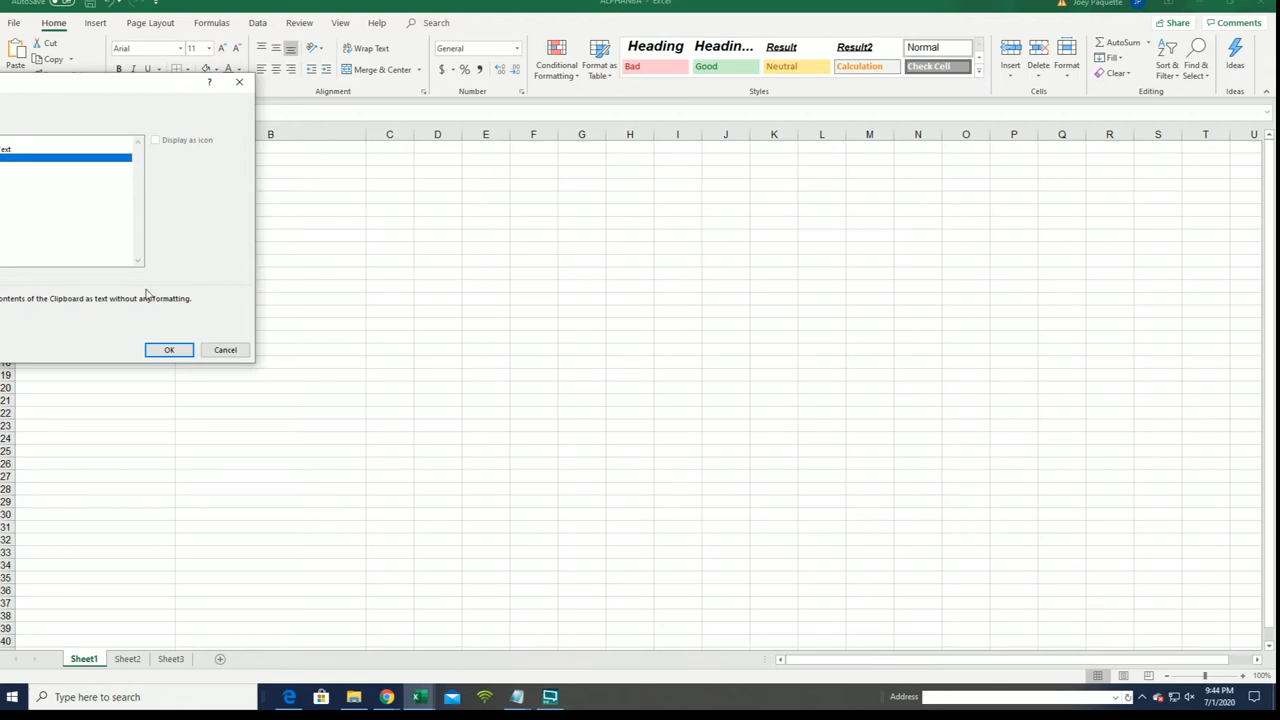 AutoSave
ALPHANBA - Excel
Joey Paquette
JP
File Home Insert Page Layout Formulas Data Review View Help Search Share Comments
Cut
Arial 11
Wrap Text
General
Conditional Formatting
Format as Table
Heading Headin... Result Result2 Normal
Insert Delete Format
AutoSum
Fill
Clear
Sort & Filter
Find & Select
Ideas
Paste
Copy
B I U
Merge & Center
$ % 9
Bad Good Neutral Calculation Check Cell
Alignment Number Styles Cells Editing Ideas
B C D E F G H I J K L M N O P Q R S T U
?
Display as icon
Text
ontents of the Clipboard as text without any formatting.
OK Cancel
19
20
21
22
23
24
25
26
27
28
29
30
31
32
33
34
35
36
37
38
39
40
Sheet1 Sheet2 Sheet3
100%
Type here to search
Address
9:44 PM
7/1/2020